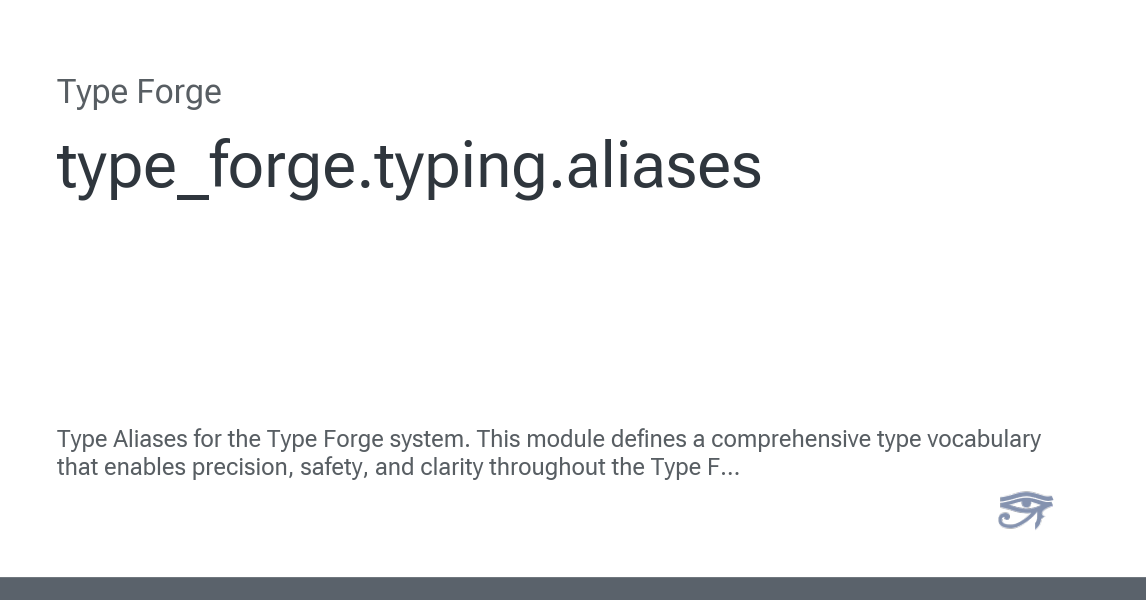 Type Forge
type_forge.typing.aliases
Type Aliases for the Type Forge system. This module defines a comprehensive type vocabulary
that enables precision, safety, and clarity throughout the Type F...